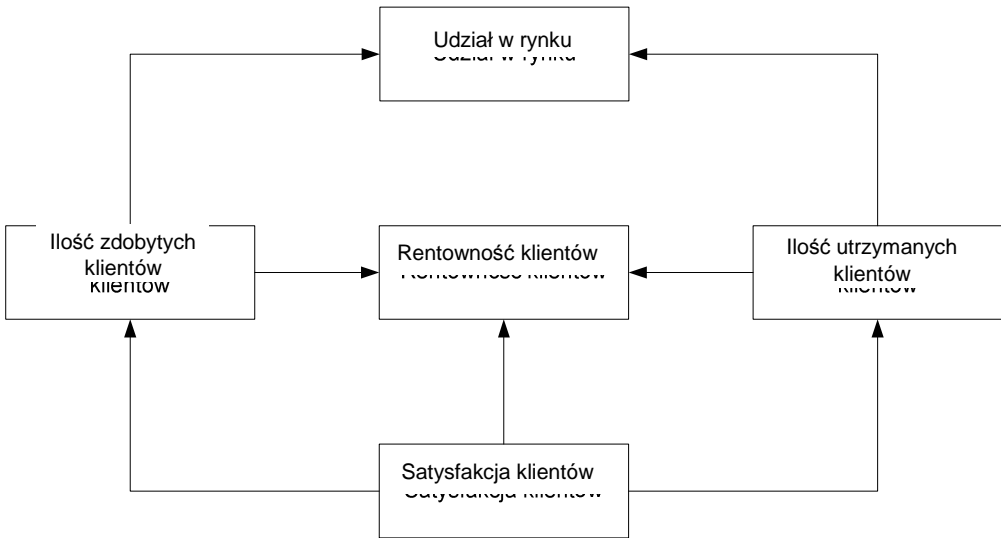 Udział w rynku
Ilość zdobytych
klientów
Rentowność klientów
Ilość utrzymanych
klientów
Satysfakcja klientów